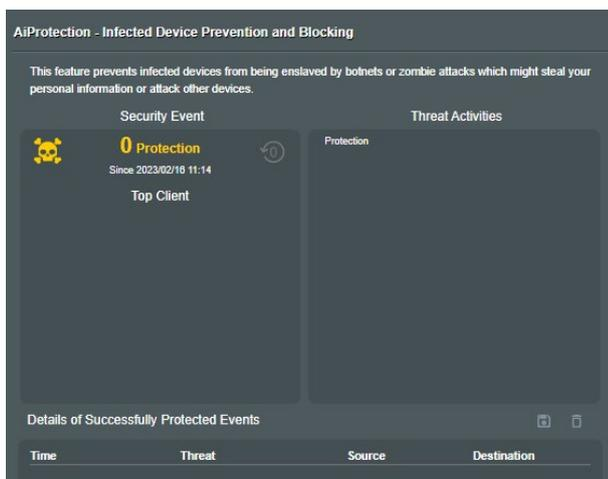 AiProtection - Infected Device Prevention and Blocking
This feature prevents infected devices from being enslaved by botnets or zombie attacks which might steal your
personal information or attack other devices.
Security Event
Threat Activities
0 Protection
0
Since 2023/02/16 11:14
Top Client
Protection
Details of Successfully Protected Events
Time Threat Source Destination